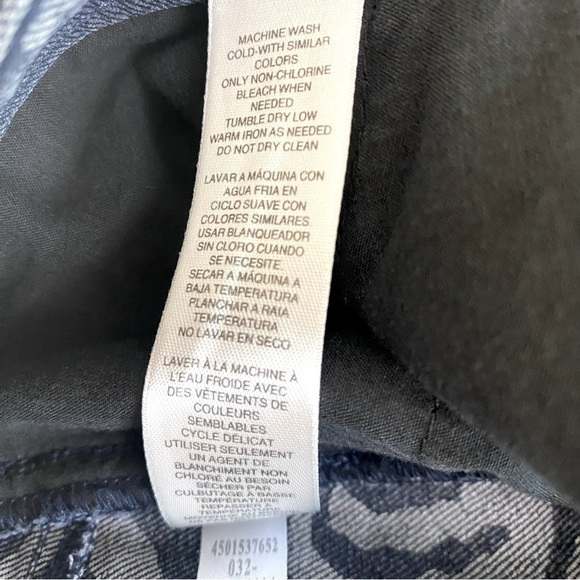 MACHINE WASH
COLD-WITH SIMILAR
COLORS
ONLY NON-CHLORINE
BLEACH WHEN
NEEDED
TUMBLE DRY LOW
WARM IRON AS NEEDED
DO NOT DRY CLEAN
LAVAR A MÁQUINA CON
AGUA FRIA EN
CICLO SUAVE CON
COLORES SIMILARES
USAR BLANQUEADOR
SIN CLORO CUANDO
SE NECESITE
SECAR A MÁQUINA A
BAJA TEMPERATURA
PLANCHAR A RAIA
TEMPERATURA
NO LAVAR EN SECO
LAVER À LA MACHINE À
L'EAU FROIDE AVEC
DES VÊTEMENTS DE
COULEURS
SEMBLABLES
CYCLE DÉLICAT
UTILISER SEULEMENT
UN AGENT DE
BLANCHIMENT NON
CHLORÉ AU BESOIN
SÉCHER PAR
CULBUTAGE À BASSE
TEMPÉRATURE
REPASSER À
4501537652
032-